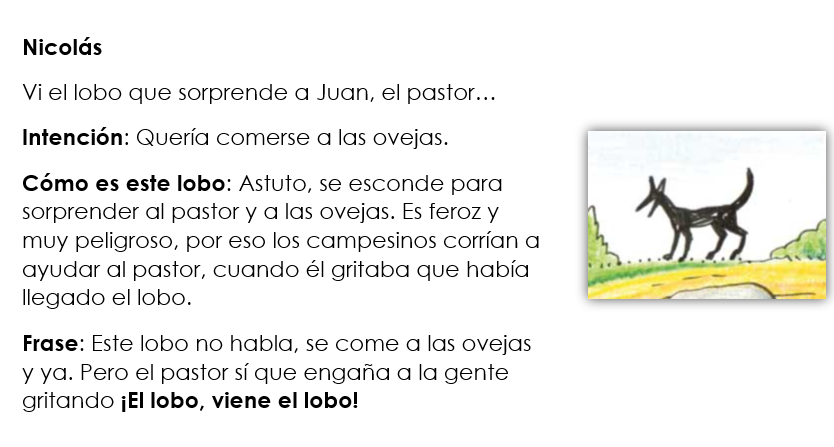 Nicolás
Vi el lobo que sorprende a Juan, el pastor…
Intención: Quería comerse a las ovejas.
Cómo es este lobo: Astuto, se esconde para
sorprender al pastor y a las ovejas. Es feroz y
muy peligroso, por eso los campesinos corrían a
ayudar al pastor, cuando él gritaba que había
llegado el lobo.
Frase: Este lobo no habla, se come a las ovejas
y ya. Pero el pastor sí que engaña a la gente
gritando ¡El lobo, viene el lobo!